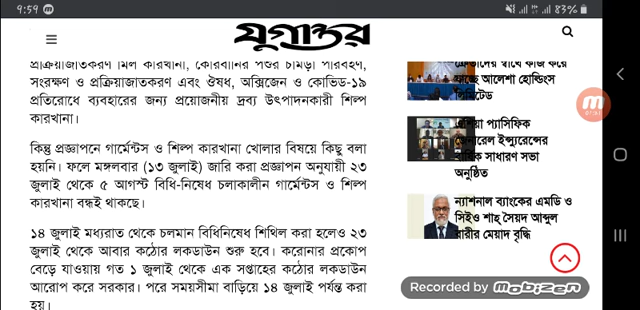 9:59
83%
যুগান্তর
প্রক্রিয়াজাতকরণ মিল কারখানা, কোরবানির পশুর চামড়া পরিবহণ,
সংরক্ষণ ও প্রক্রিয়াজাতকরণ এবং ঔষধ, অক্সিজেন ও কোভিড-১৯
প্রতিরোধে ব্যবহারের জন্য প্রয়োজনীয় দ্রব্য উৎপাদনকারী শিল্প
কারখানা।
কিন্তু প্রজ্ঞাপনে গার্মেন্টস ও শিল্প কারখানা খোলার বিষয়ে কিছু বলা
হয়নি। ফলে মঙ্গলবার (১৩ জুলাই) জারি করা প্রজ্ঞাপন অনুযায়ী ২৩
জুলাই থেকে ৫ আগস্ট বিধি-নিষেধ চলাকালীন গার্মেন্টস ও শিল্প
কারখানা বন্ধই থাকছে।
১৪ জুলাই মধ্যরাত থেকে চলমান বিধিনিষেধ শিথিল করা হলেও ২৩
জুলাই থেকে আবার কঠোর লকডাউন শুরু হবে। করোনার প্রকোপ
বেড়ে যাওয়ায় গত ১ জুলাই থেকে এক সপ্তাহের কঠোর লকডাউন
আরোপ করে সরকার। পরে সময়সীমা বাড়িয়ে ১৪ জুলাই পর্যন্ত করা
হয়।
ক্রেতাদের স্বার্থে কাজ করে
যাচ্ছে আলেশা হোল্ডিংস
লিমিটেড
এশিয়া প্যাসিফিক
জেনারেল ইন্স্যুরেন্সের
বার্ষিক সাধারণ সভা
অনুষ্ঠিত
ন্যাশনাল ব্যাংকের এমডি ও
সিইও শাহ্ সৈয়দ আব্দুল
বারীর মেয়াদ বৃদ্ধি
Recorded by MOBIZEN